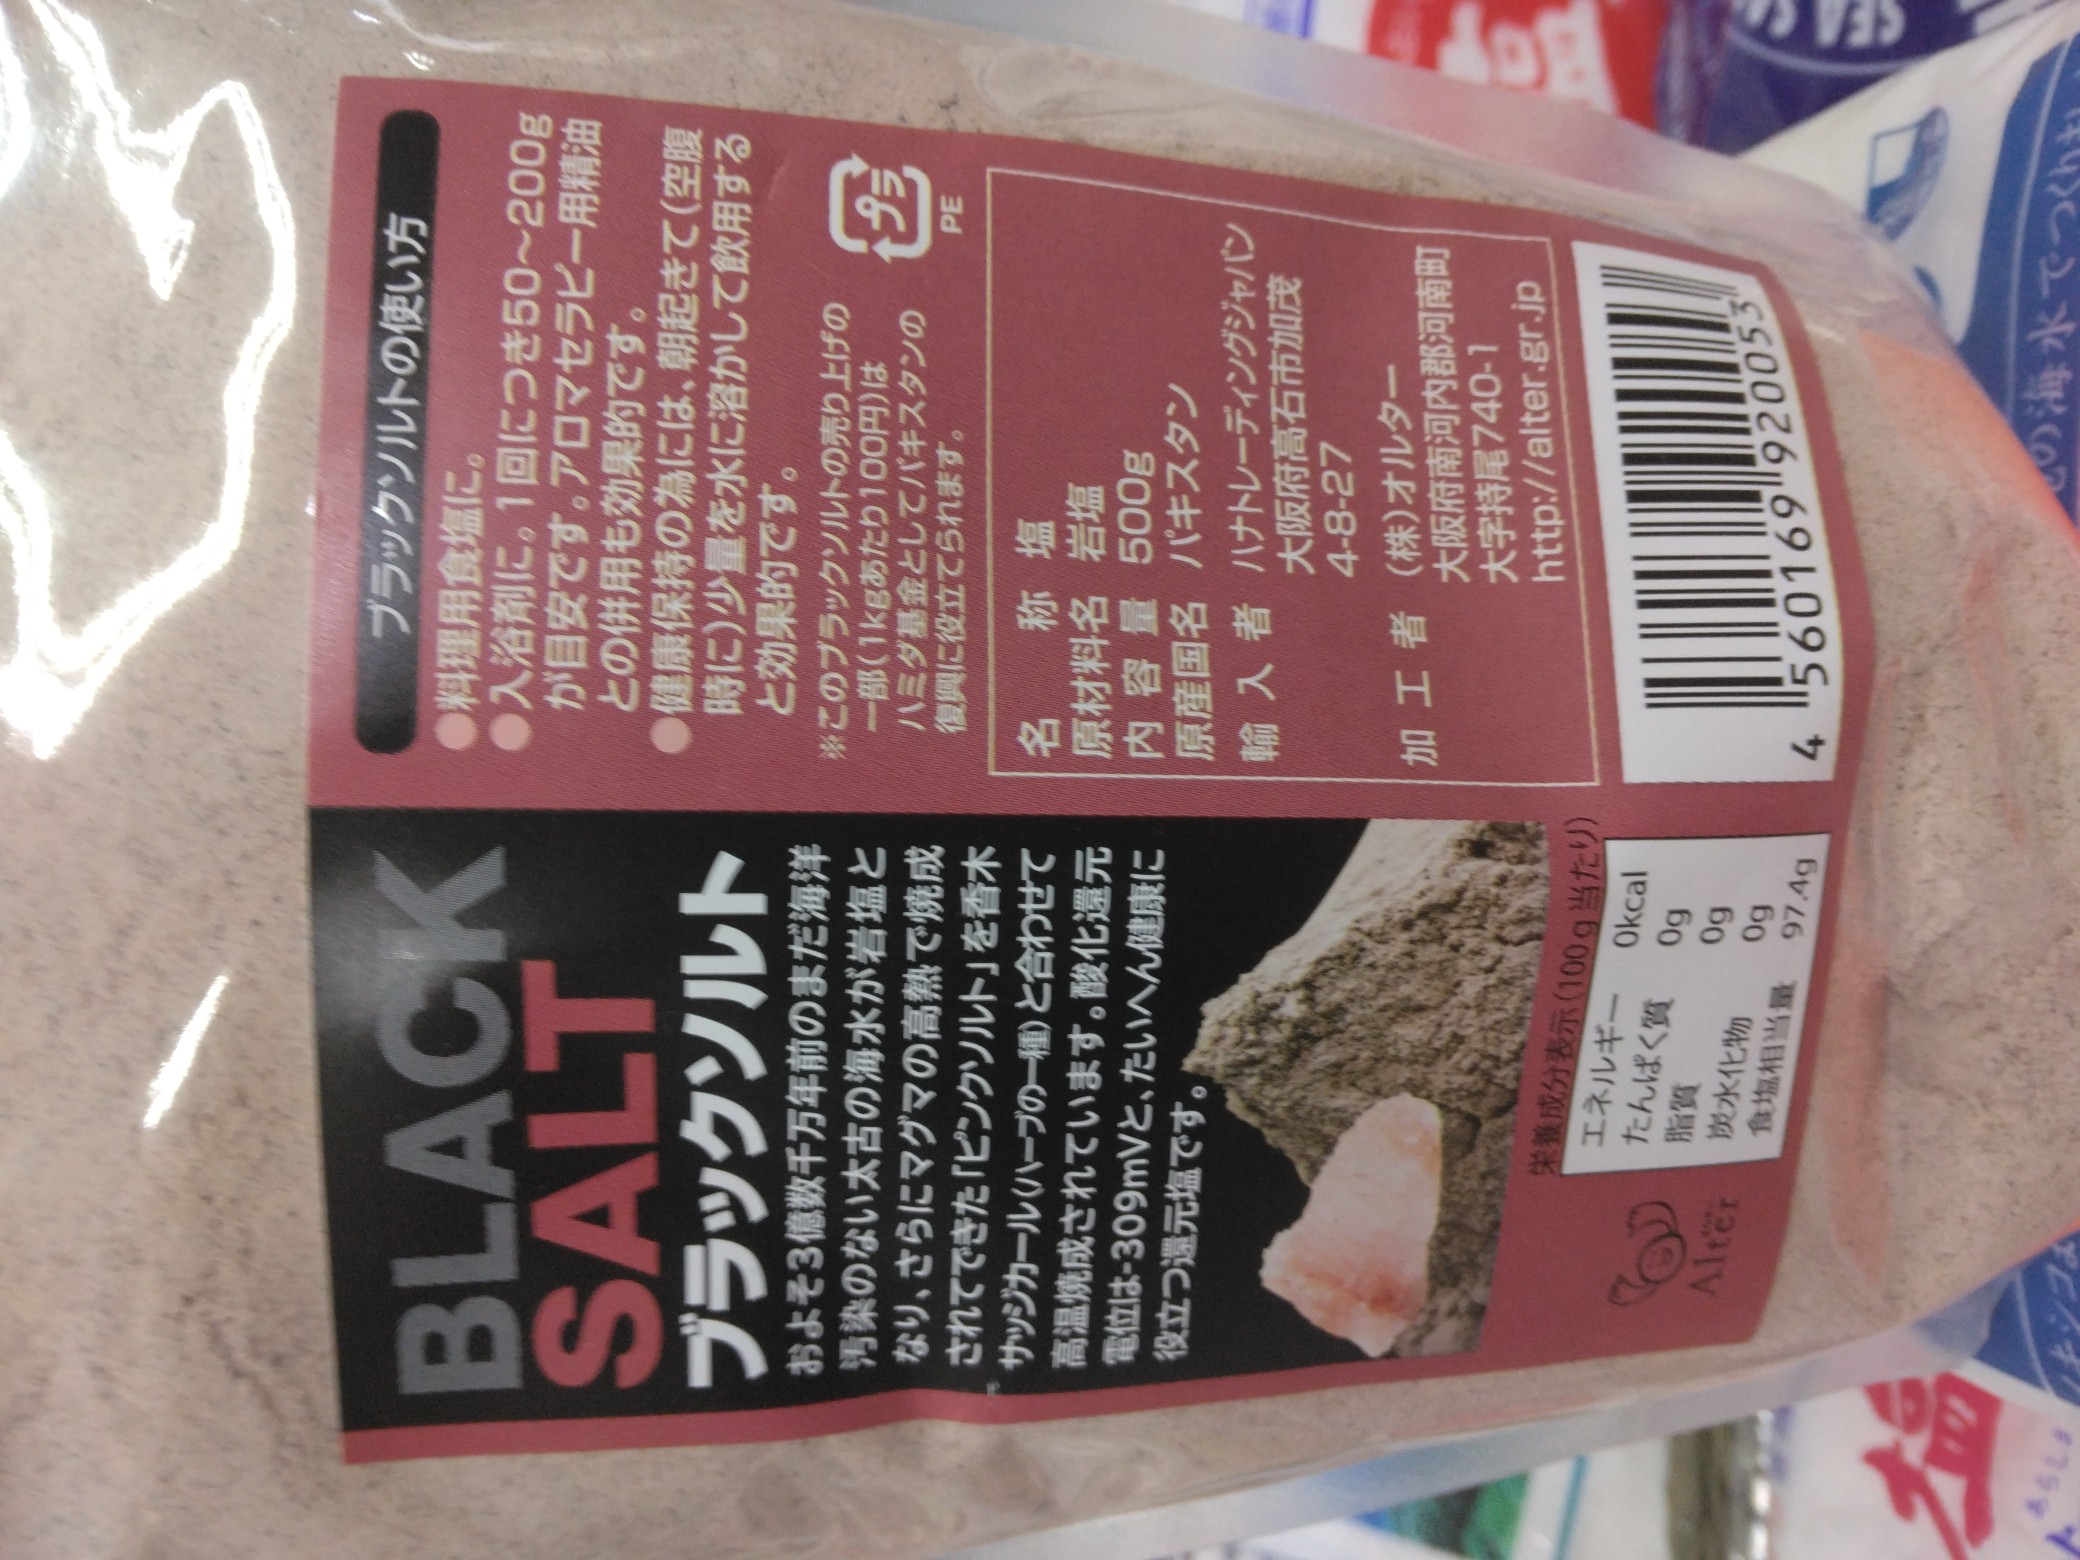 BLACK
SALT
ブラックソルト
およそ3億数千万年前のまだ海洋
汚染のない太古の海水が岩塩と
なり、さらにマグマの高熱で焼成
されてできた「ピンクソルト」を香木
サッジカール(ハーブの一種)と合わせて
高温焼成されています。酸化還元
電位は-309mVと、たいへん健康に
役立つ還元塩です。
Alter
栄養成分表示(100g当たり)
エネルギー 0kcal
たんぱく質 0g
脂質 0g
炭水化物 0g
食塩相当量 97.4g
ブラックソルトの使い方
●料理用食塩に。
●入浴剤に。1回につき50〜200g
が目安です。アロマセラピー用精油
との併用も効果的です。
●健康保持の為には、朝起きて(空腹
時に)少量を水に溶かして飲用する
と効果的です。
※このブラックソルトの売り上げの
一部(1kgあたり100円)は
ハミダ基金としてパキスタンの
復興に役立てられます。
プラ
PE
名称 塩
原材料名 岩塩
内容量 500g
原産国名 パキスタン
輸入者 ハナトレーディングジャパン
大阪府高石市加茂
4-8-27
加工者 (株)オルター
大阪府南河内郡河南町
大字持尾740-1
http://alter.gr.jp
4560169920053
SEA
塩
の海水でつくれ